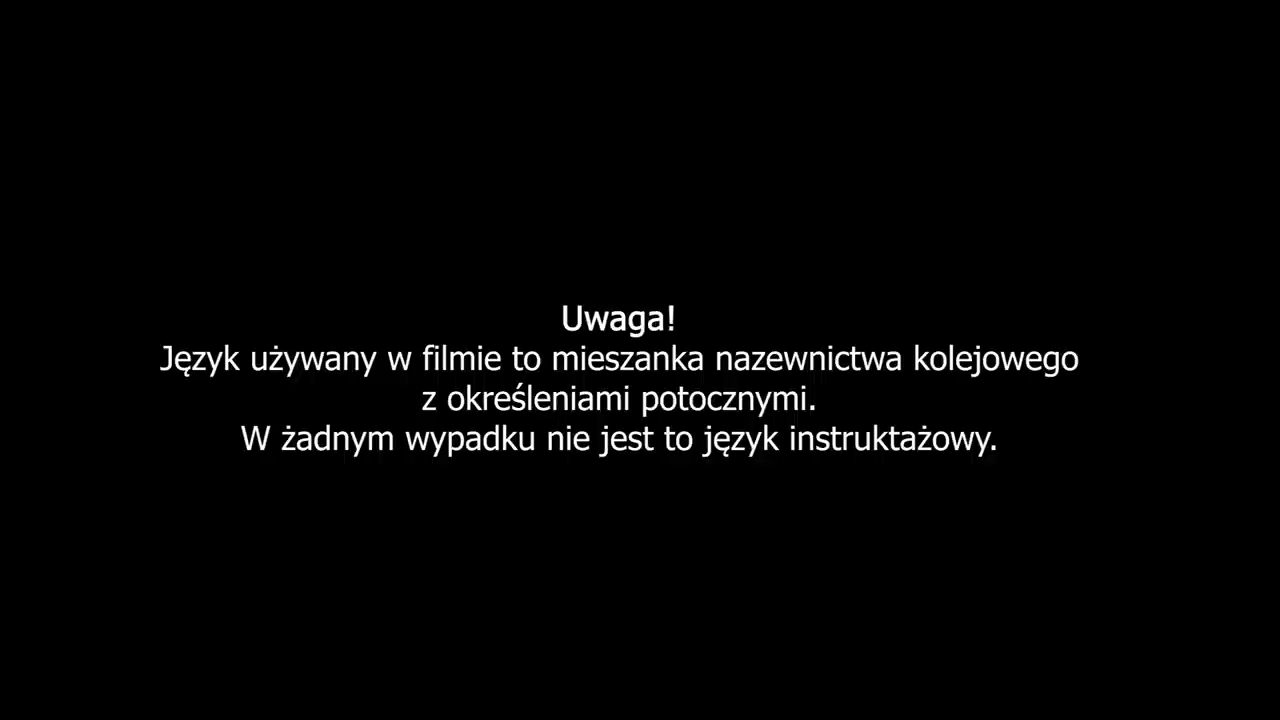 Uwaga!
Język używany w filmie to mieszanka nazewnictwa kolejowego
z określeniami potocznymi.
W żadnym wypadku nie jest to język instruktażowy.